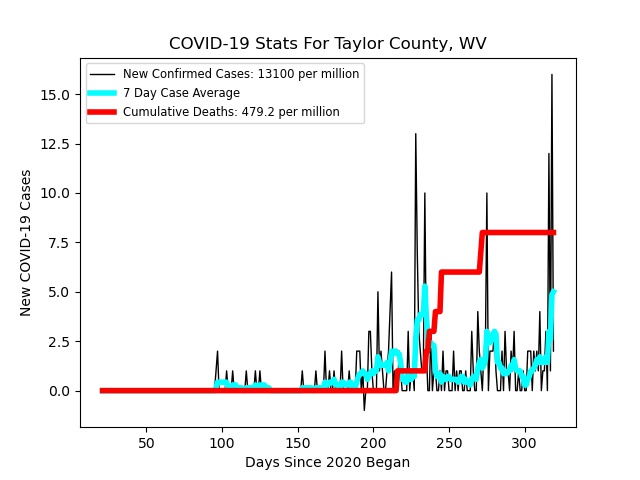 COVID-19 Stats For Taylor County, WV
New Confirmed Cases: 13100 per million
7 Day Case Average
Cumulative Deaths: 479.2 per million
New COVID-19 Cases
15.0
12.5
10.0
7.5
5.0
2.5
0.0
50 100 150 200 250 300
Days Since 2020 Began